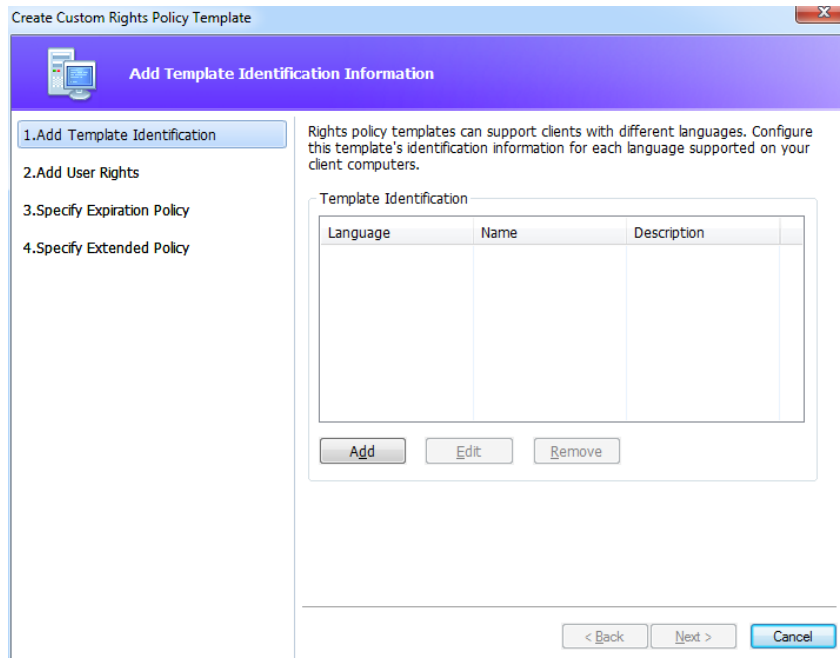 Create Custom Rights Policy Template
Add Template Identification Information
1.Add Template Identification
2.Add User Rights
3.Specify Expiration Policy
4.Specify Extended Policy
Rights policy templates can support clients with different languages. Configure
this template's identification information for each language supported on your
client computers.
Template Identification
Language Name Description
Add Edit Remove
< Back Next > Cancel